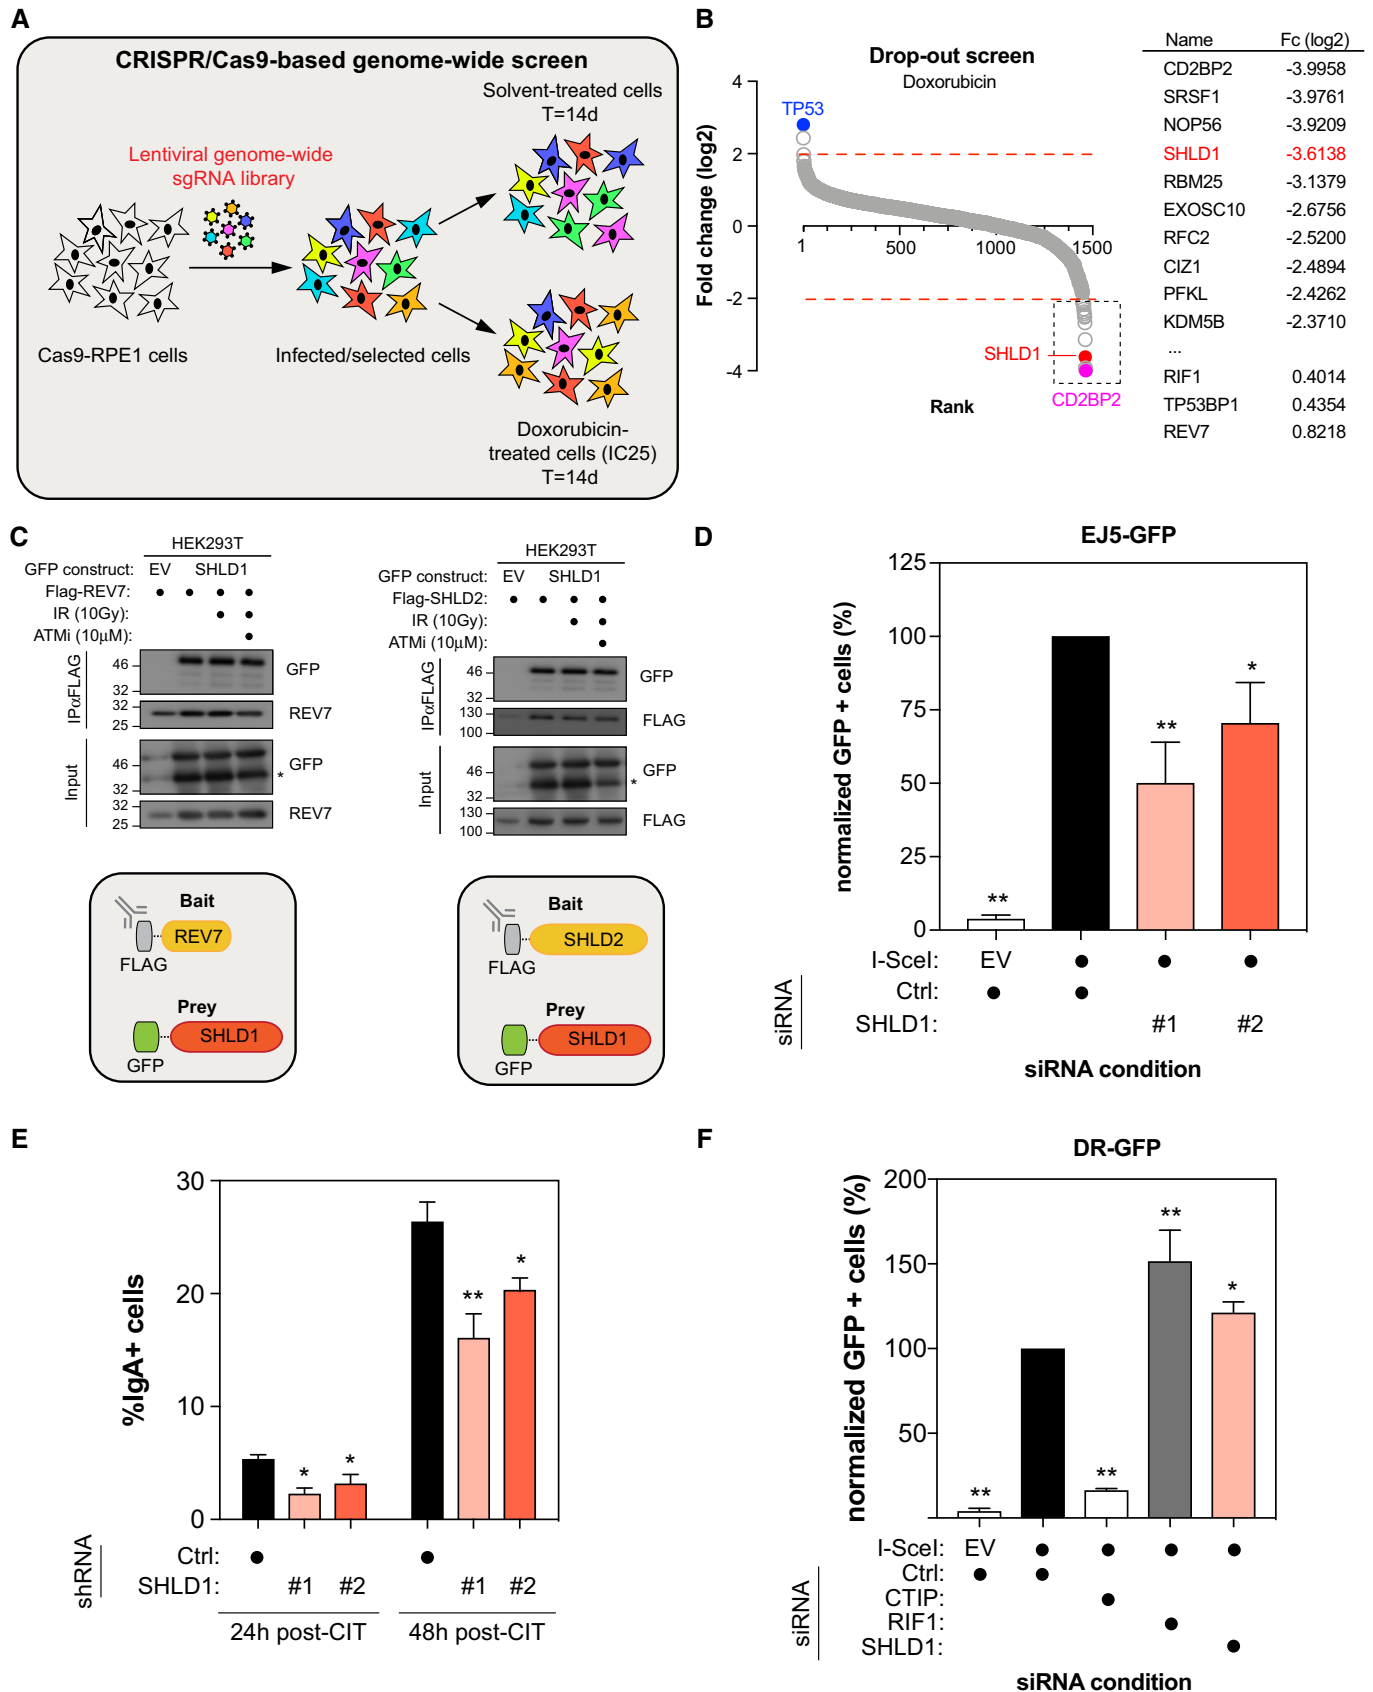 A
CRISPR/Cas9-based genome-wide screen
Solvent-treated cells
T=14d
Lentiviral genome-wide
sgRNA library
Cas9-RPE1 cells
Infected/selected cells
Doxorubicin-
treated cells (IC25)
T=14d
B
Drop-out screen
Doxorubicin
Fold change (log2)
4
2
0
-2
-4
TP53
1
500
1000
1500
SHLD1
CD2BP2
Rank
Name Fc (log2)
CD2BP2 -3.9958
SRSF1 -3.9761
NOP56 -3.9209
SHLD1 -3.6138
RBM25 -3.1379
EXOSC10 -2.6756
RFC2 -2.5200
CIZ1 -2.4894
PFKL -2.4262
KDM5B -2.3710
...
RIF1 0.4014
TP53BP1 0.4354
REV7 0.8218
C
HEK293T
GFP construct: EV SHLD1
Flag-REV7: ● ● ● ●
IR (10Gy): ● ●
ATMi (10μM): ●
IPαFLAG
46
32
GFP
32
25
REV7
Input
46
32
GFP
*
32
25
REV7
Bait
REV7
FLAG
Prey
SHLD1
GFP
HEK293T
GFP construct: EV SHLD1
Flag-SHLD2: ● ● ● ●
IR (10Gy): ● ●
ATMi (10μM): ●
IPαFLAG
46
32
GFP
130
100
FLAG
Input
46
32
GFP
*
130
100
FLAG
Bait
SHLD2
FLAG
Prey
SHLD1
GFP
D
EJ5-GFP
normalized GFP + cells (%)
125
100
75
50
25
0
**
**
*
I-SceI: EV ● ● ●
siRNA
Ctrl: ● ●
SHLD1: #1 #2
siRNA condition
E
%IgA+ cells
30
20
10
0
*
*
**
*
shRNA
Ctrl: ● ●
SHLD1: #1 #2 #1 #2
24h post-CIT 48h post-CIT
F
DR-GFP
normalized GFP + cells (%)
200
150
100
50
**
**
**
*
I-SceI: EV ● ● ● ●
siRNA
Ctrl: ● ●
CTIP: ●
RIF1: ●
SHLD1: ●
siRNA condition